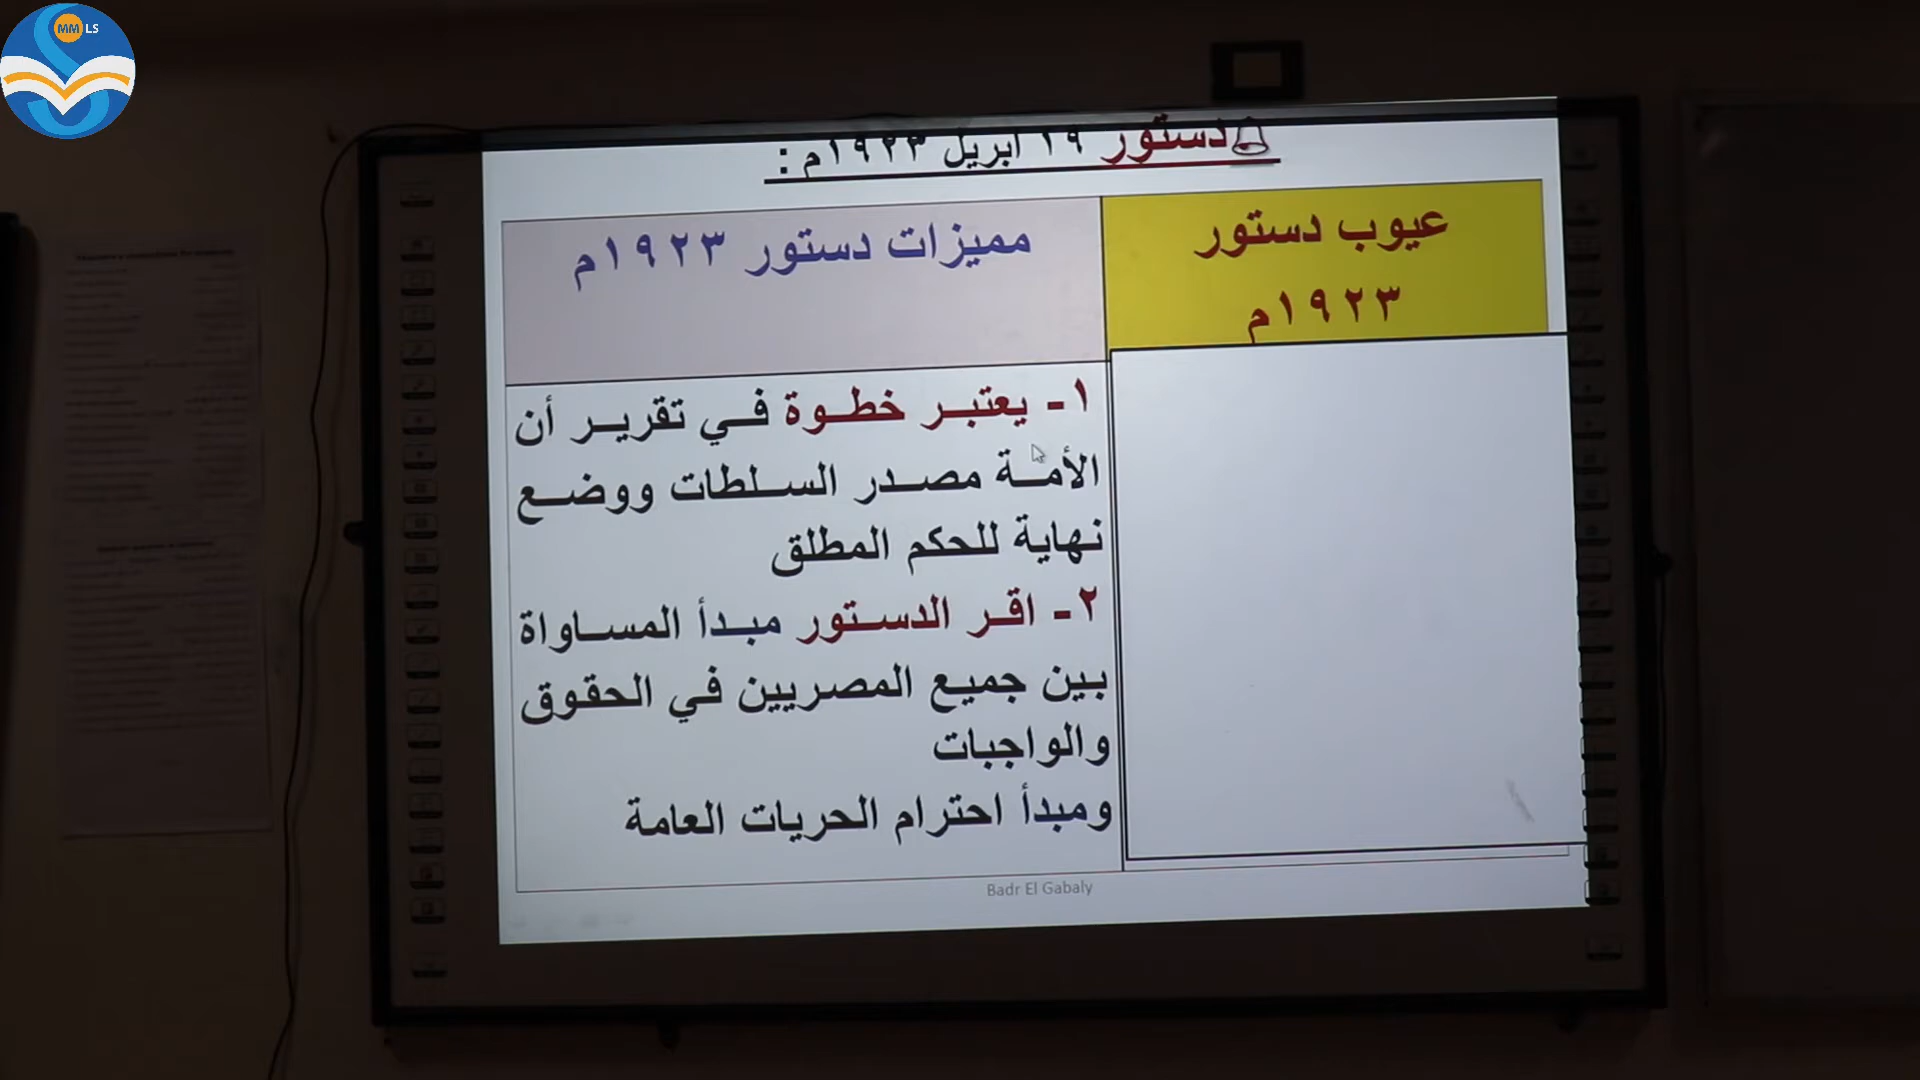 MM LS
دستور ١٩ ابريل ١٩٢٣م :
عيوب دستور
١٩٢٣م
مميزات دستور ١٩٢٣م
١- يعتبر خطوة في تقرير أن
الأمة مصدر السلطات ووضع
نهاية للحكم المطلق
٢- اقر الدستور مبدأ المساواة
بين جميع المصريين في الحقوق
والواجبات
ومبدأ احترام الحريات العامة
Badr El Gabaly